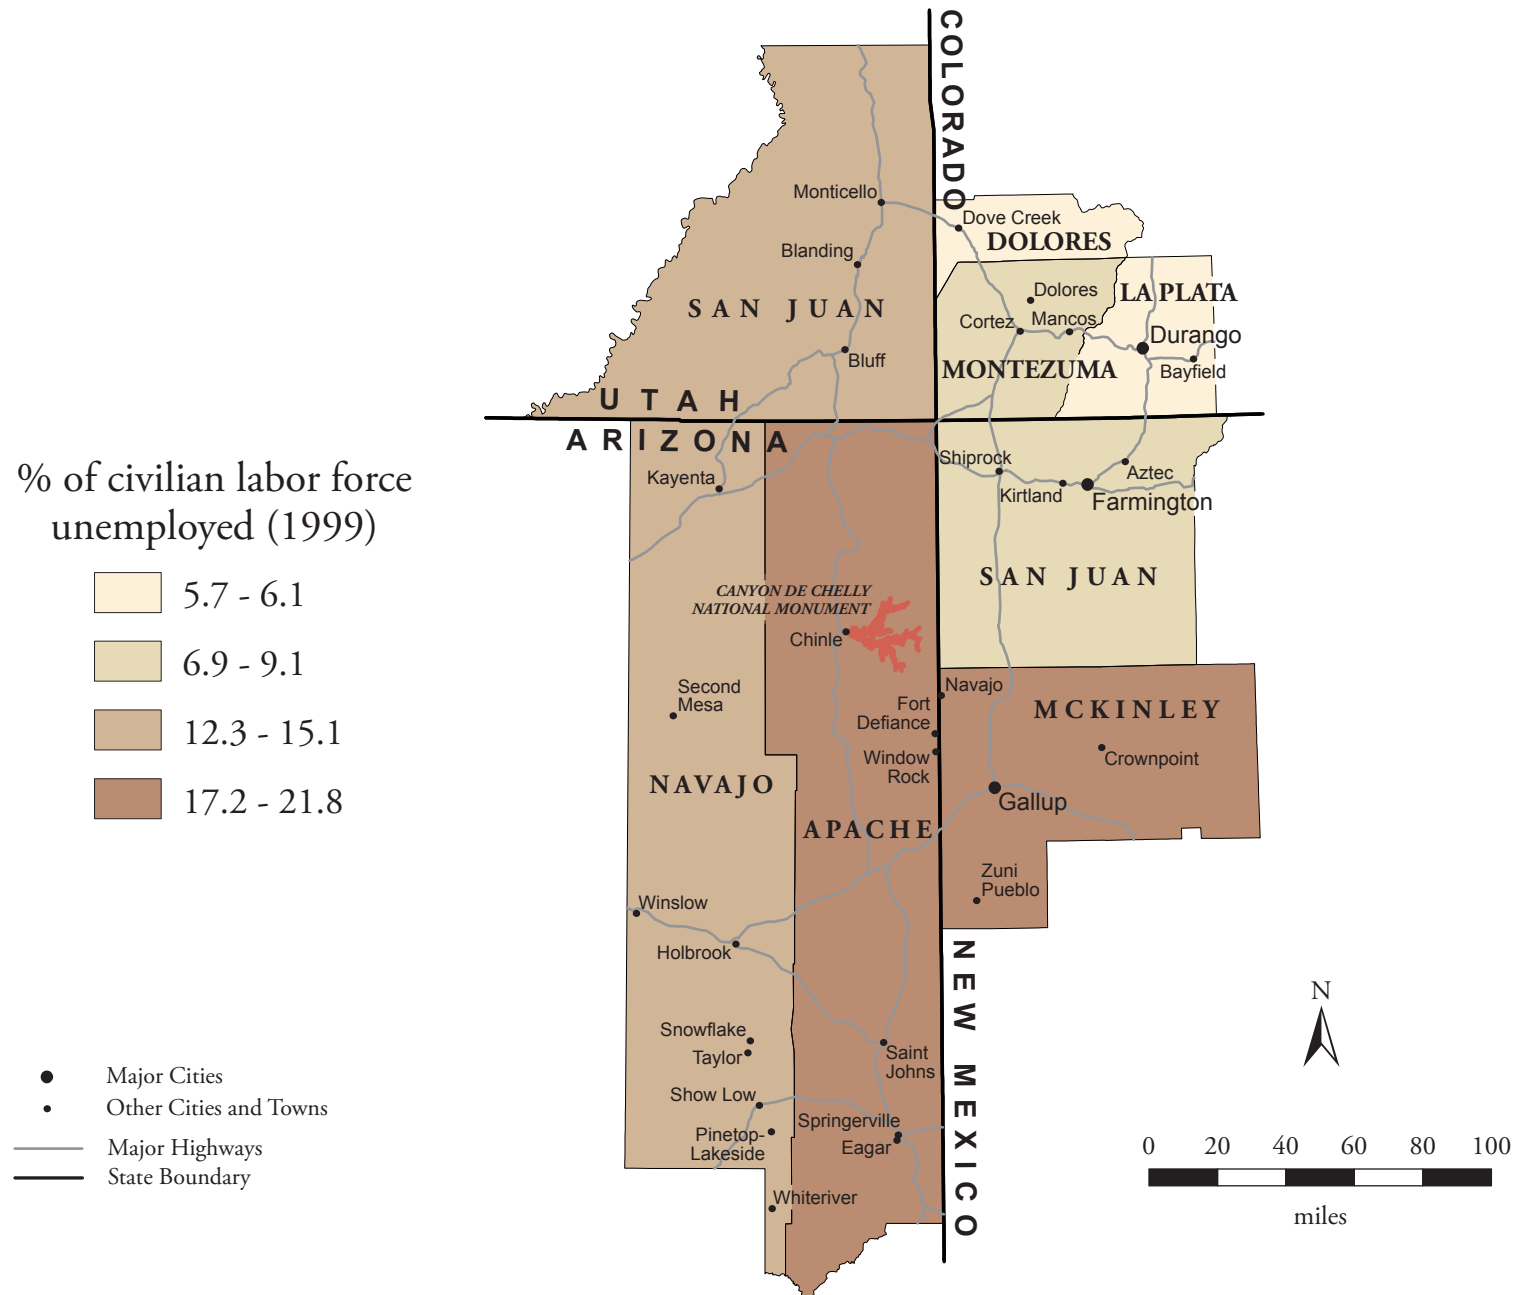 COLORADO
Monticello
Dove Creek
DOLORES
Blanding
Dolores
LA PLATA
SAN JUAN
Cortez
Mancos
Durango
Bluff
MONTEZUMA
Bayfield
UTAH
ARIZONA
Shiprock
Aztec
Kayenta
Kirtland
Farmington
% of civilian labor force
unemployed (1999)
5.7 - 6.1
6.9 - 9.1
12.3 - 15.1
17.2 - 21.8
SAN JUAN
CANYON DE CHELLY
NATIONAL MONUMENT
Chinle
Second
Mesa
Navajo
Fort
Defiance
MCKINLEY
Window
Rock
Crownpoint
NAVAJO
Gallup
APACHE
Zuni
Pueblo
Winslow
Holbrook
NEW MEXICO
Snowflake
Taylor
Saint
Johns
Show Low
Springerville
Eagar
Pinetop-
Lakeside
Whiteriver
N
Major Cities
Other Cities and Towns
Major Highways
State Boundary
0 20 40 60 80 100
miles